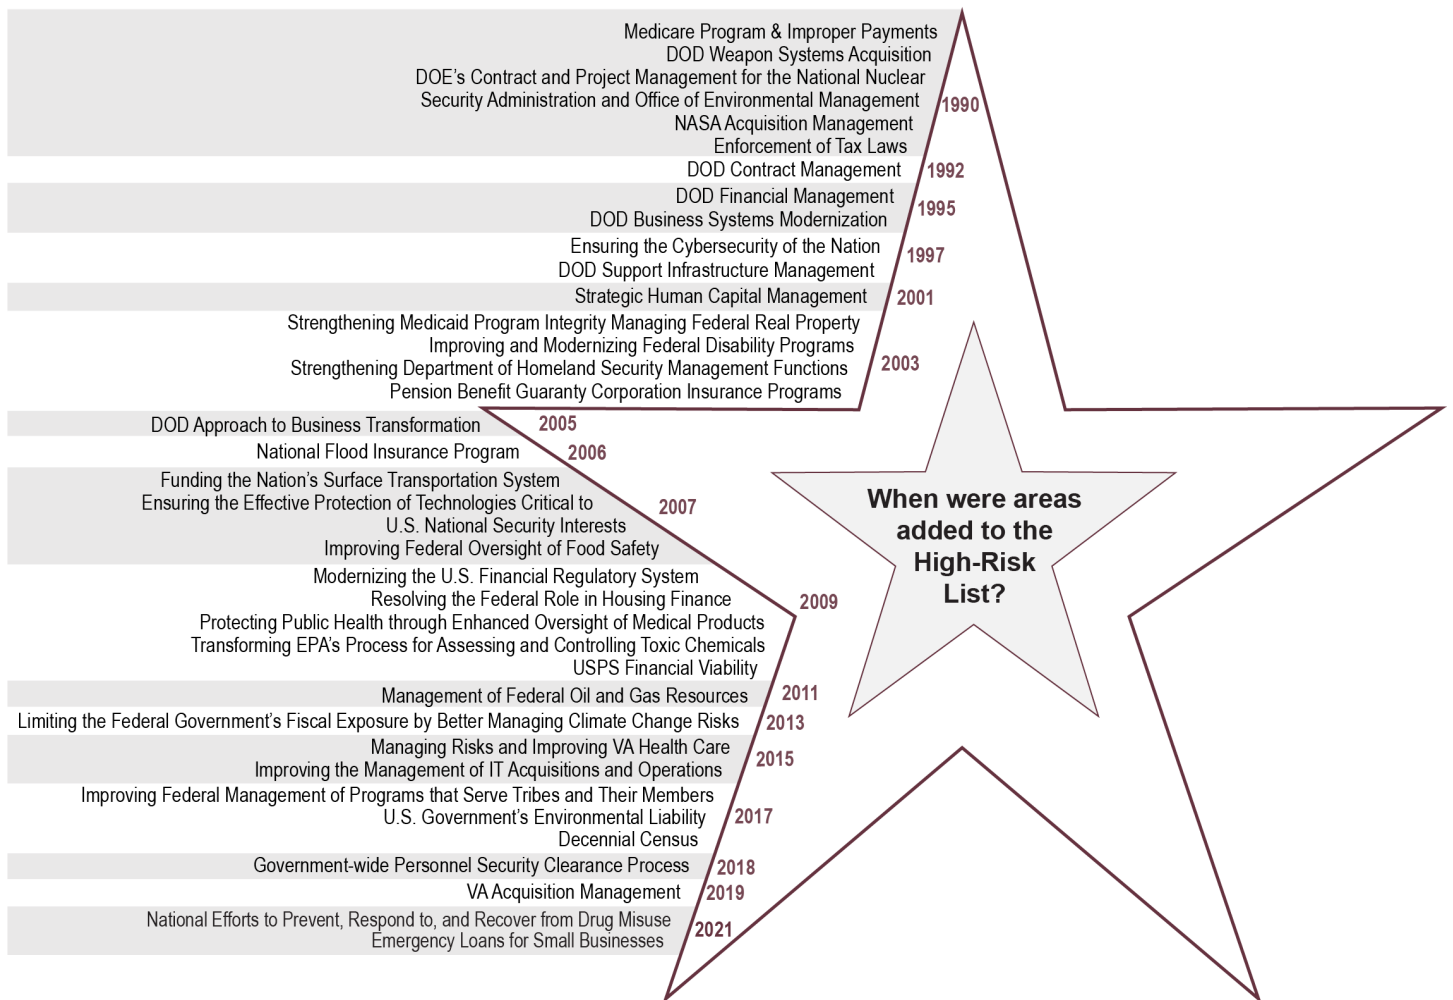 Medicare Program & Improper Payments
DOD Weapon Systems Acquisition
DOE’s Contract and Project Management for the National Nuclear
Security Administration and Office of Environmental Management
NASA Acquisition Management
Enforcement of Tax Laws
1990
DOD Contract Management
1992
DOD Financial Management
DOD Business Systems Modernization
1995
Ensuring the Cybersecurity of the Nation
DOD Support Infrastructure Management
1997
Strategic Human Capital Management
2001
Strengthening Medicaid Program Integrity Managing Federal Real Property
Improving and Modernizing Federal Disability Programs
Strengthening Department of Homeland Security Management Functions
Pension Benefit Guaranty Corporation Insurance Programs
2003
DOD Approach to Business Transformation
2005
National Flood Insurance Program
2006
Funding the Nation’s Surface Transportation System
Ensuring the Effective Protection of Technologies Critical to
U.S. National Security Interests
Improving Federal Oversight of Food Safety
2007
Modernizing the U.S. Financial Regulatory System
Resolving the Federal Role in Housing Finance
Protecting Public Health through Enhanced Oversight of Medical Products
Transforming EPA’s Process for Assessing and Controlling Toxic Chemicals
USPS Financial Viability
2009
Management of Federal Oil and Gas Resources
2011
Limiting the Federal Government’s Fiscal Exposure by Better Managing Climate Change Risks
2013
Managing Risks and Improving VA Health Care
Improving the Management of IT Acquisitions and Operations
2015
Improving Federal Management of Programs that Serve Tribes and Their Members
U.S. Government’s Environmental Liability
Decennial Census
2017
Government-wide Personnel Security Clearance Process
2018
VA Acquisition Management
2019
National Efforts to Prevent, Respond to, and Recover from Drug Misuse
Emergency Loans for Small Businesses
2021
When were areas
added to the
High-Risk
List?